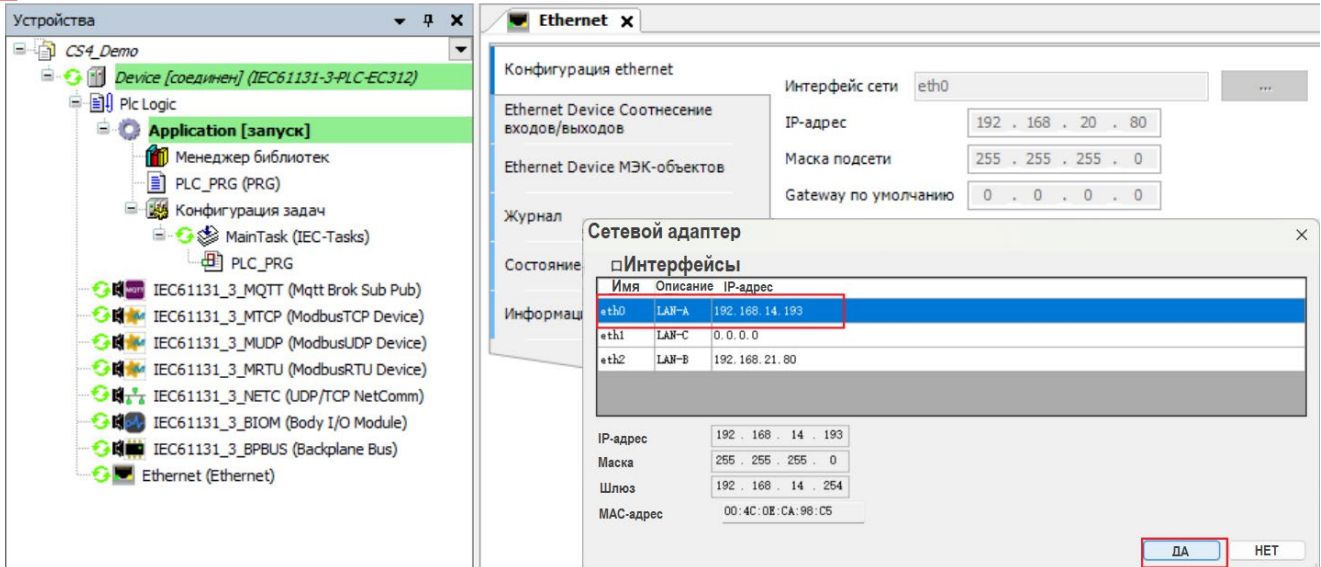 Устройства
CS4_Demo
Device [соединен] (IEC61131-3-PLC-EC312)
Plc Logic
Application [запуск]
Менеджер библиотек
PLC_PRG (PRG)
Конфигурация задач
MainTask (IEC-Tasks)
PLC_PRG
IEC61131_3_MQTT (Mqtt Brok Sub Pub)
IEC61131_3_MTCP (ModbusTCP Device)
IEC61131_3_MUDP (ModbusUDP Device)
IEC61131_3_MRTU (ModbusRTU Device)
IEC61131_3_NETC (UDP/TCP NetComm)
IEC61131_3_BIOM (Body I/O Module)
IEC61131_3_BPBUS (Backplane Bus)
Ethernet (Ethernet)
Ethernet
Конфигурация ethernet
Ethernet Device Соотнесение
входов/выходов
Ethernet Device МЭК-объектов
Журнал
Состояние
Информаци
Интерфейс сети eth0 ...
IP-адрес 192 . 168 . 20 . 80
Маска подсети 255 . 255 . 255 . 0
Gateway по умолчанию 0 . 0 . 0 . 0
Сетевой адаптер
Интерфейсы
Имя Описание IP-адрес
eth0 LAN-A 192.168.14.193
eth1 LAN-C 0.0.0.0
eth2 LAN-B 192.168.21.80
IP-адрес 192 . 168 . 14 . 193
Маска 255 . 255 . 255 . 0
Шлюз 192 . 168 . 14 . 254
MAC-адрес 00:4C:0E:CA:98:C5
ДА НЕТ